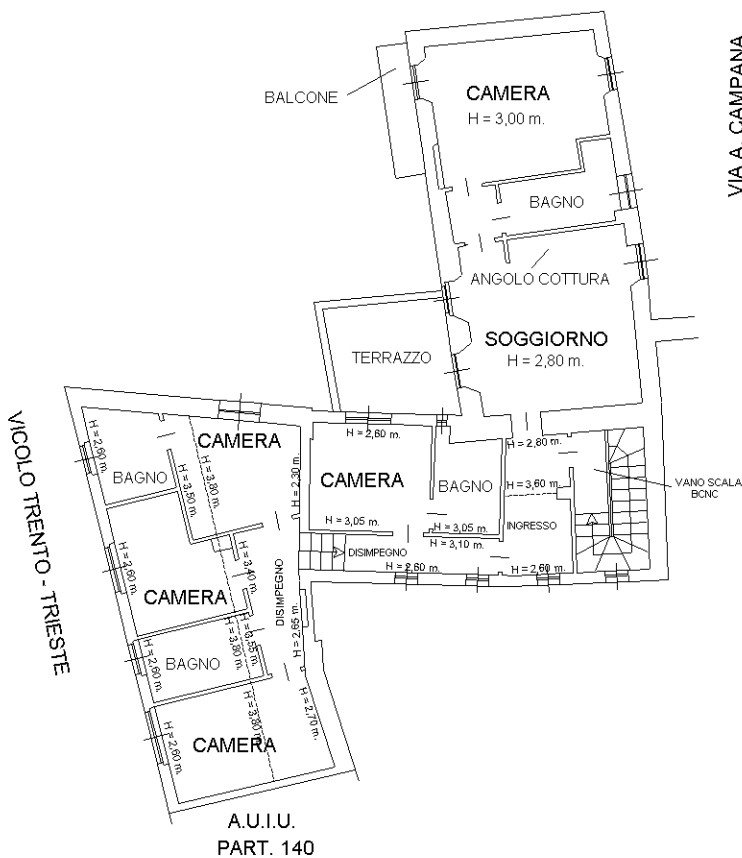 VIA A. CAMPANA
BALCONE
CAMERA
H = 3,00 m.
BAGNO
ANGOLO COTTURA
SOGGIORNO
H = 2,80 m.
TERRAZZO
VICOLO TRENTO - TRIESTE
H = 2,60 m.
BAGNO
H = 3,50 m.
H = 3,80 m.
CAMERA
H = 2,30 m.
H = 2,60 m.
CAMERA
H = 3,05 m.
BAGNO
H = 3,05 m.
H = 3,10 m.
H = 2,80 m.
H = 3,60 m.
INGRESSO
VANO SCALA
BCNC
DISIMPEGNO
H = 2,60 m.
H = 2,60 m.
H = 2,60 m.
CAMERA
H = 3,40 m.
DISIMPEGNO
H = 2,65 m.
H = 2,60 m.
BAGNO
H = 3,80 m.
H = 3,55 m.
H = 2,60 m.
CAMERA
H = 3,80 m.
H = 2,70 m.
A.U.I.U.
PART. 140